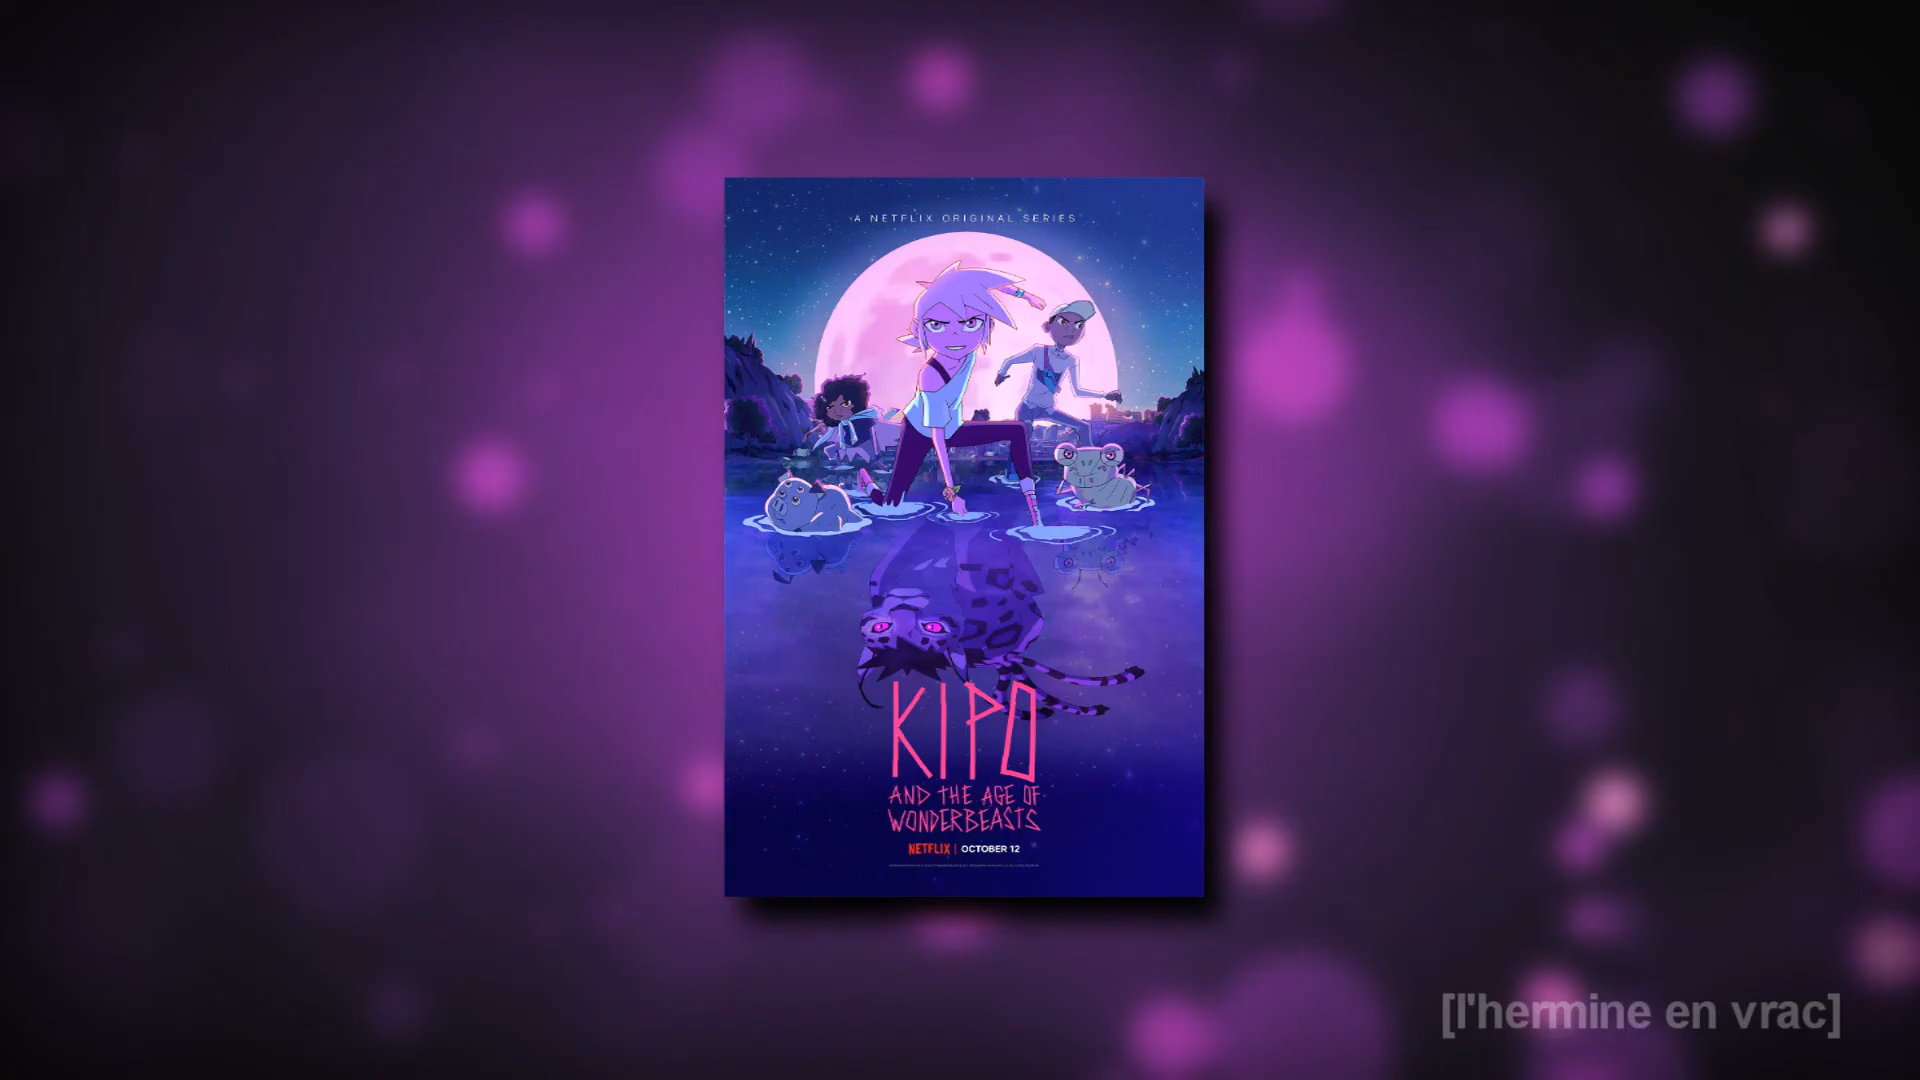 A NETFLIX ORIGINAL SERIES
KIPO
AND THE AGE OF
WONDERBEASTS
NETFLIX | OCTOBER 12
[l'hermine en vrac]